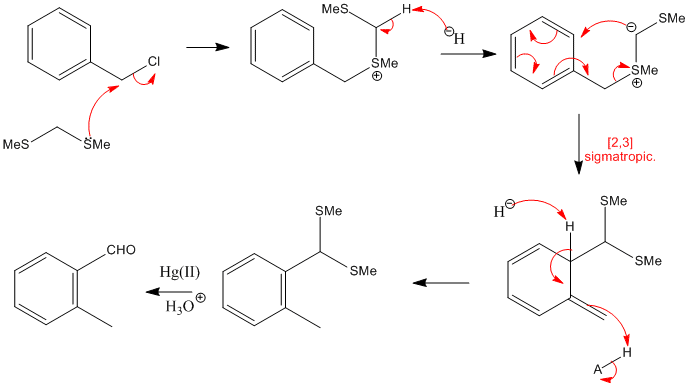 Cl
MeS
SMe
MeS
H
SMe
⊕
⊖
H
⊖
SMe
SMe
⊕
[2,3]
sigmatropic.
H⊖
H
SMe
SMe
A
H
SMe
SMe
Hg(II)
H₃O⊕
CHO